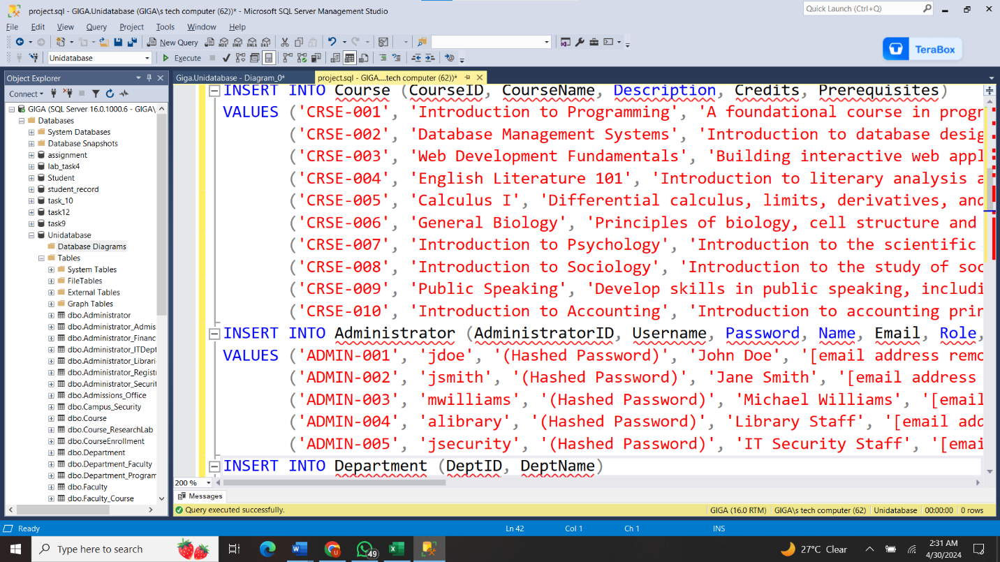 project.sql - GIGA.Unidatabase (GIGA\s tech computer (62))* - Microsoft SQL Server Management Studio
Quick Launch (Ctrl+Q)
File Edit View Query Project Tools Window Help
New Query
MDX DMX XMLA DAX
Unidatabase
Execute
TeraBox
Object Explorer
Connect
GIGA (SQL Server 16.0.1000.6 - GIGA\
Databases
System Databases
Database Snapshots
assignment
lab_task4
Student
student_record
task_10
task12
task9
Unidatabase
Database Diagrams
Tables
System Tables
FileTables
External Tables
Graph Tables
dbo.Administrator
dbo.Administrator_Admis
dbo.Administrator_Financ
dbo.Administrator_ITDept
dbo.Administrator_Librari
dbo.Administrator_Registr
dbo.Administrator_Securit
dbo.Admissions_Office
dbo.Campus_Security
dbo.Course
dbo.Course_ResearchLab
dbo.CourseEnrollment
dbo.Department
dbo.Department_Faculty
dbo.Department_Program
dbo.Faculty
dbo.Faculty_Course
Giga.Unidatabase - Diagram_0*
project.sql - GIGA....tech computer (62))*
INSERT INTO Course (CourseID, CourseName, Description, Credits, Prerequisites)
VALUES ('CRSE-001', 'Introduction to Programming', 'A foundational course in progr
('CRSE-002', 'Database Management Systems', 'Introduction to database desig
('CRSE-003', 'Web Development Fundamentals', 'Building interactive web appl
('CRSE-004', 'English Literature 101', 'Introduction to literary analysis a
('CRSE-005', 'Calculus I', 'Differential calculus, limits, derivatives, and
('CRSE-006', 'General Biology', 'Principles of biology, cell structure and
('CRSE-007', 'Introduction to Psychology', 'Introduction to the scientific
('CRSE-008', 'Introduction to Sociology', 'Introduction to the study of soc
('CRSE-009', 'Public Speaking', 'Develop skills in public speaking, includi
('CRSE-010', 'Introduction to Accounting', 'Introduction to accounting prin
INSERT INTO Administrator (AdministratorID, Username, Password, Name, Email, Role,
VALUES ('ADMIN-001', 'jdoe', '(Hashed Password)', 'John Doe', '[email address remo
('ADMIN-002', 'jsmith', '(Hashed Password)', 'Jane Smith', '[email address
('ADMIN-003', 'mwilliams', '(Hashed Password)', 'Michael Williams', '[email
('ADMIN-004', 'alibrary', '(Hashed Password)', 'Library Staff', '[email add
('ADMIN-005', 'jsecurity', '(Hashed Password)', 'IT Security Staff', '[emai
INSERT INTO Department (DeptID, DeptName)
200 %
Messages
Query executed successfully.
GIGA (16.0 RTM) GIGA\s tech computer (62) Unidatabase 00:00:00 0 rows
Ready Ln 42 Col 1 Ch 1 INS
Type here to search
49
27°C Clear
2:31 AM
4/30/2024